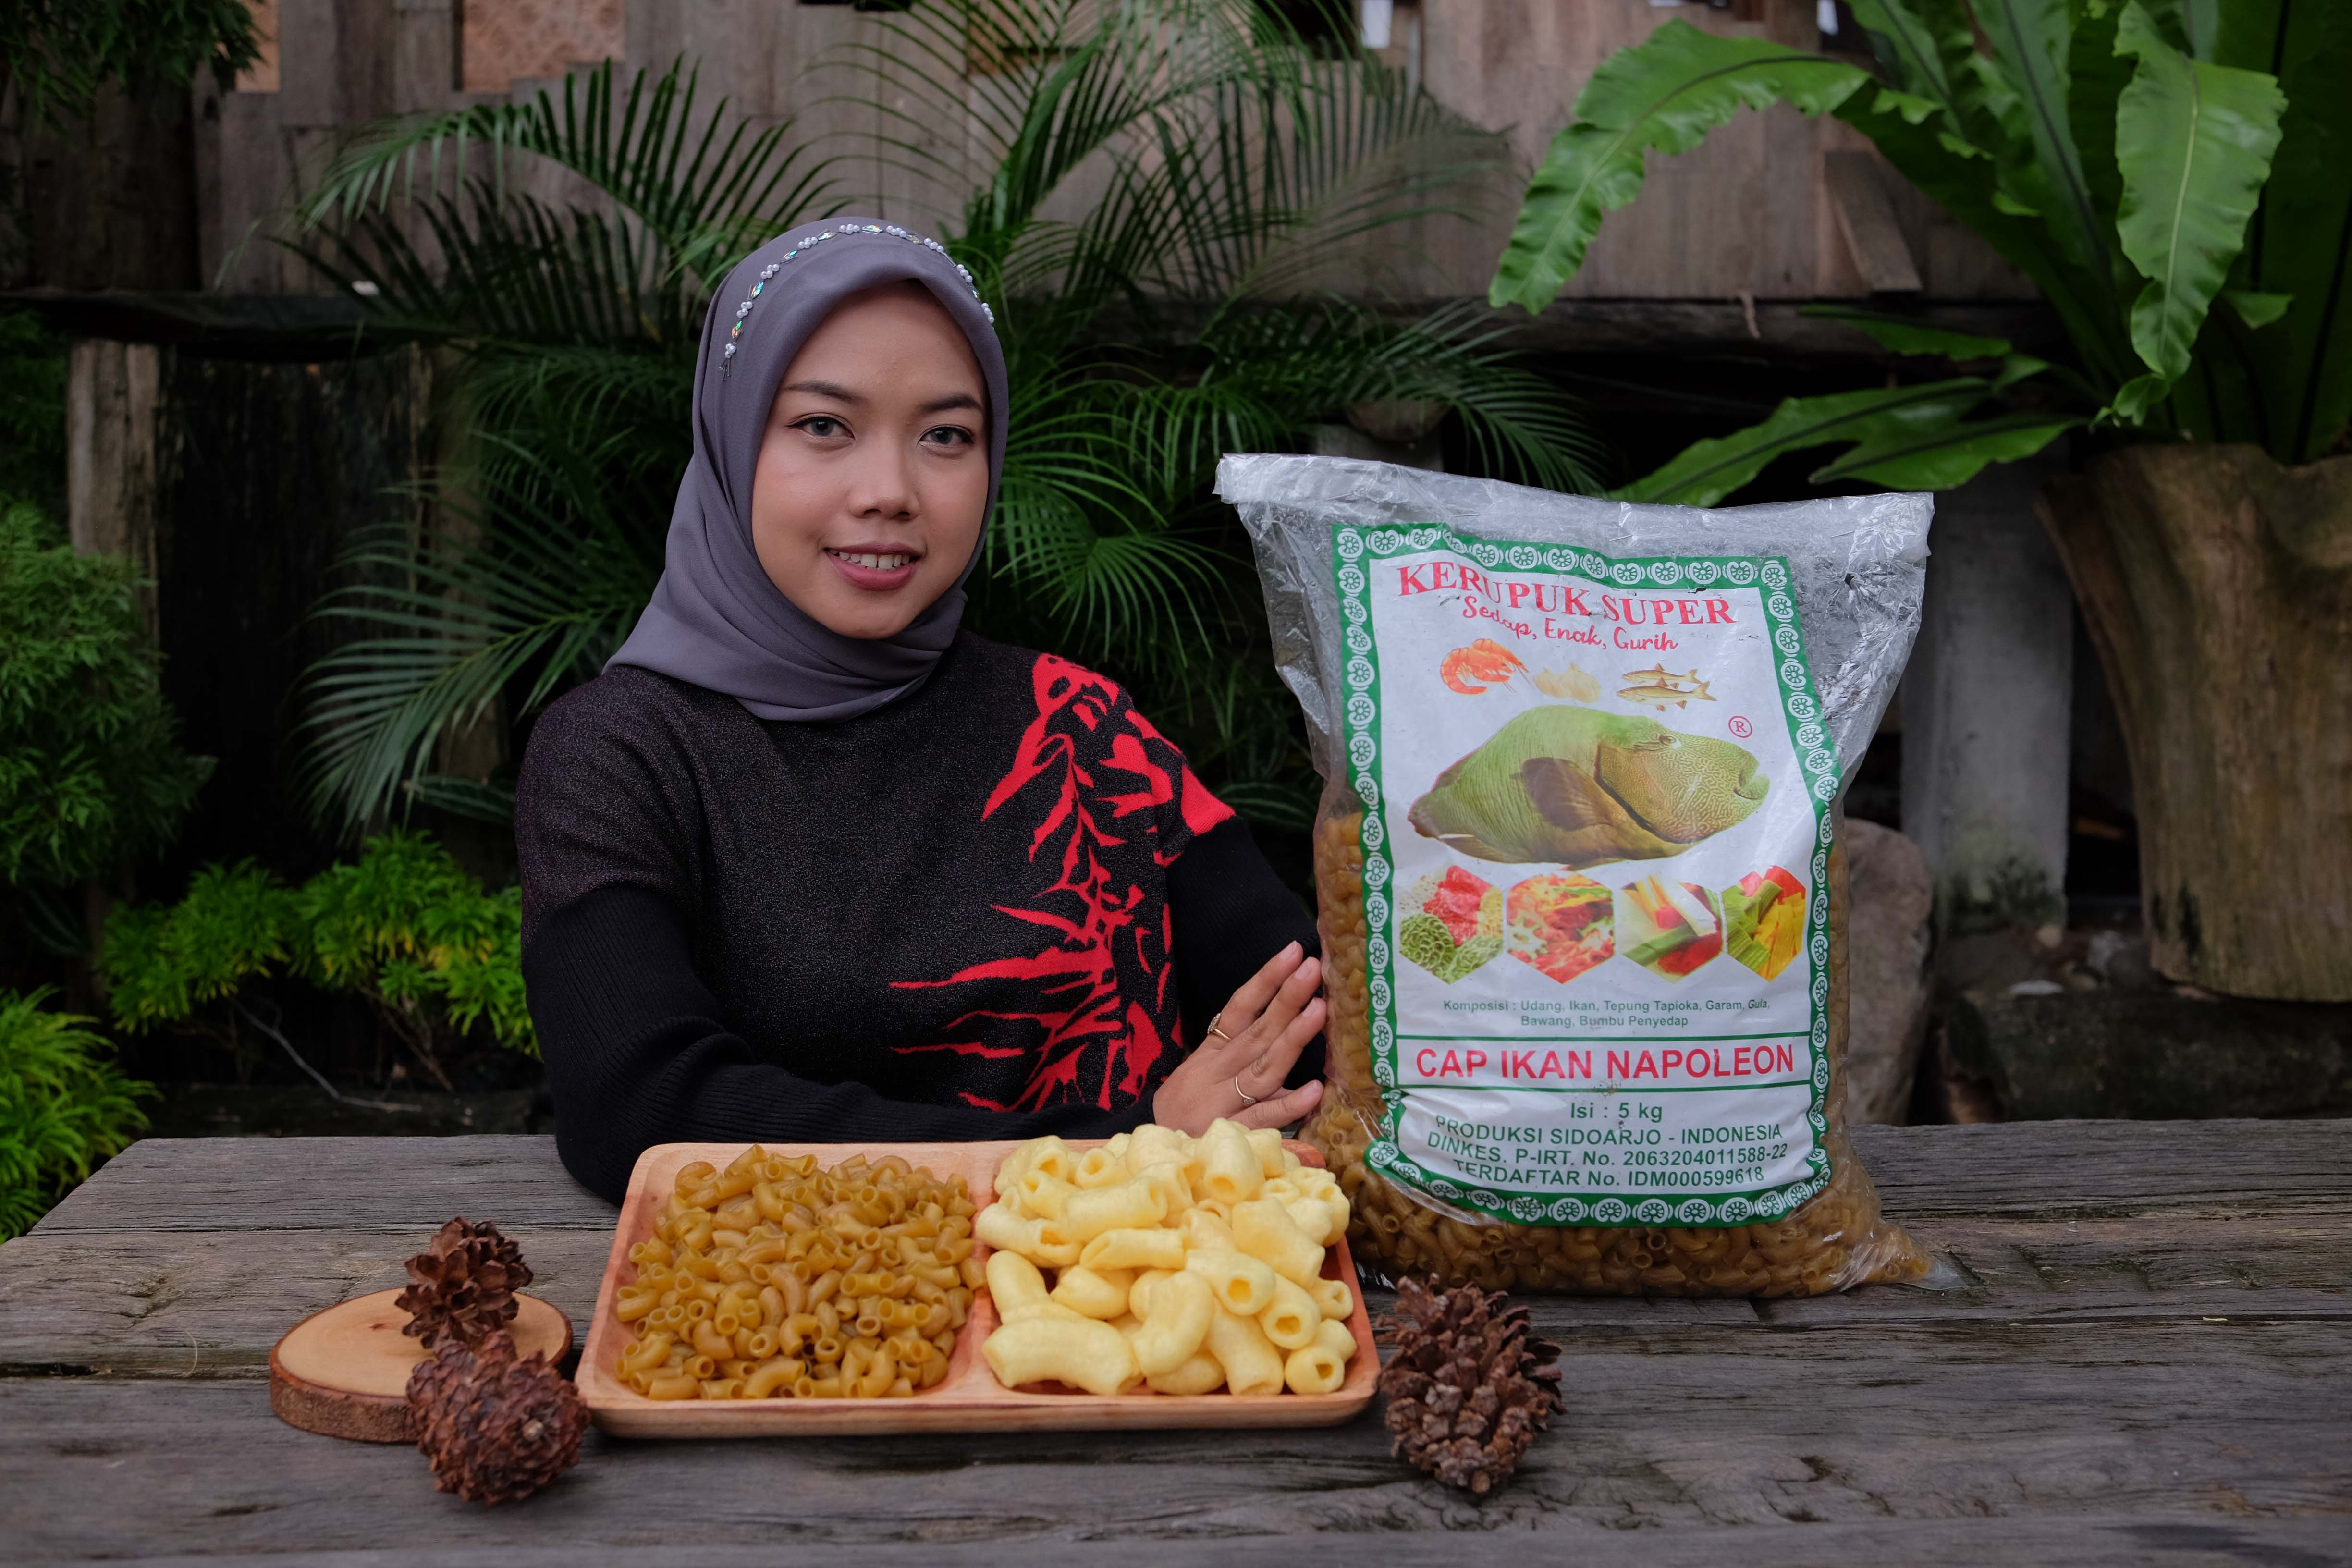 KERUPUK SUPER
Sedap, Enak, Gurih
®
Komposisi : Udang, Ikan, Tepung Tapioka, Garam, Gula,
Bawang, Bumbu Penyedap
CAP IKAN NAPOLEON
Isi : 5 kg
PRODUKSI SIDOARJO - INDONESIA
DINKES. P-IRT. No. 2063204011588-22
TERDAFTAR No. IDM000599618